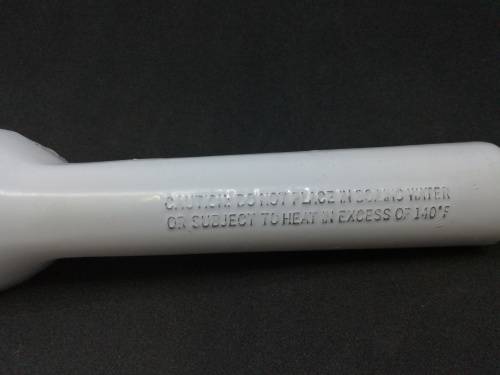 CAUTION: DO NOT PLACE IN BOILING WATER
OR SUBJECT TO HEAT IN EXCESS OF 140°F